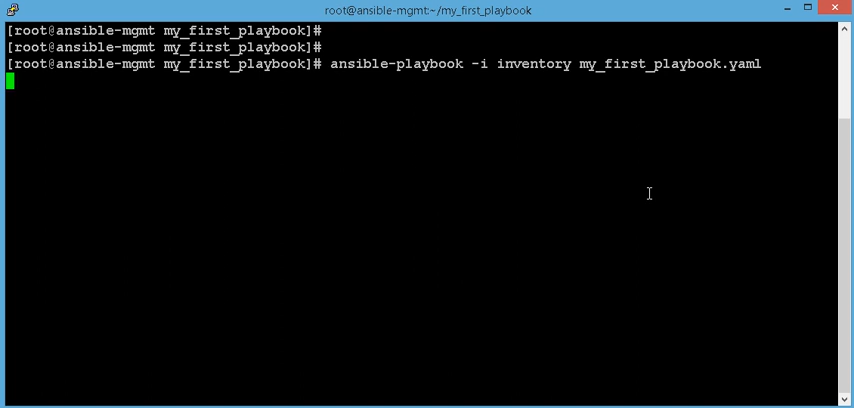 root@ansible-mgmt:~/my_first_playbook
[root@ansible-mgmt my_first_playbook]#
[root@ansible-mgmt my_first_playbook]#
[root@ansible-mgmt my_first_playbook]# ansible-playbook -i inventory my_first_playbook.yaml